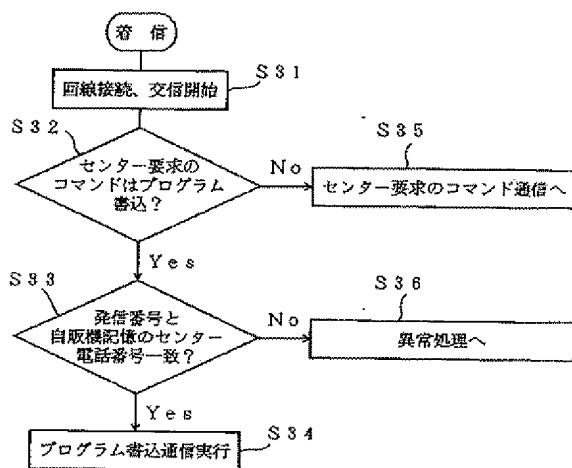 着 信
S31
回線接続、交信開始
S32
センター要求の
コマンドはプログラム
書込?
No
S35
センター要求のコマンド通信へ
Yes
S33
発信番号と
自販機記憶のセンター
電話番号一致?
No
S36
異常処理へ
Yes
S34
プログラム書込通信実行